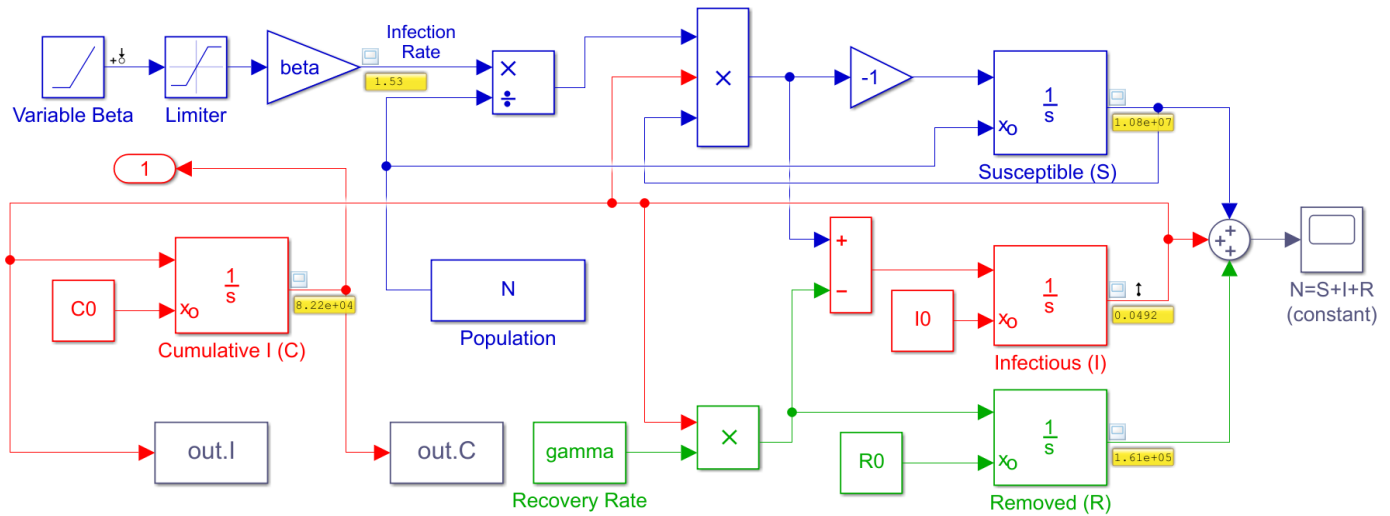 Infection
Rate
beta
1.53
×
÷
×
-1
1
s
xo
1.08e+07
Variable Beta
Limiter
Susceptible (S)
1
+
+
+
+
−
N=S+I+R
(constant)
C0
1
s
xo
8.22e+04
Cumulative I (C)
N
Population
I0
1
s
xo
0.0492
Infectious (I)
out.I
out.C
gamma
Recovery Rate
×
R0
1
s
xo
1.61e+05
Removed (R)